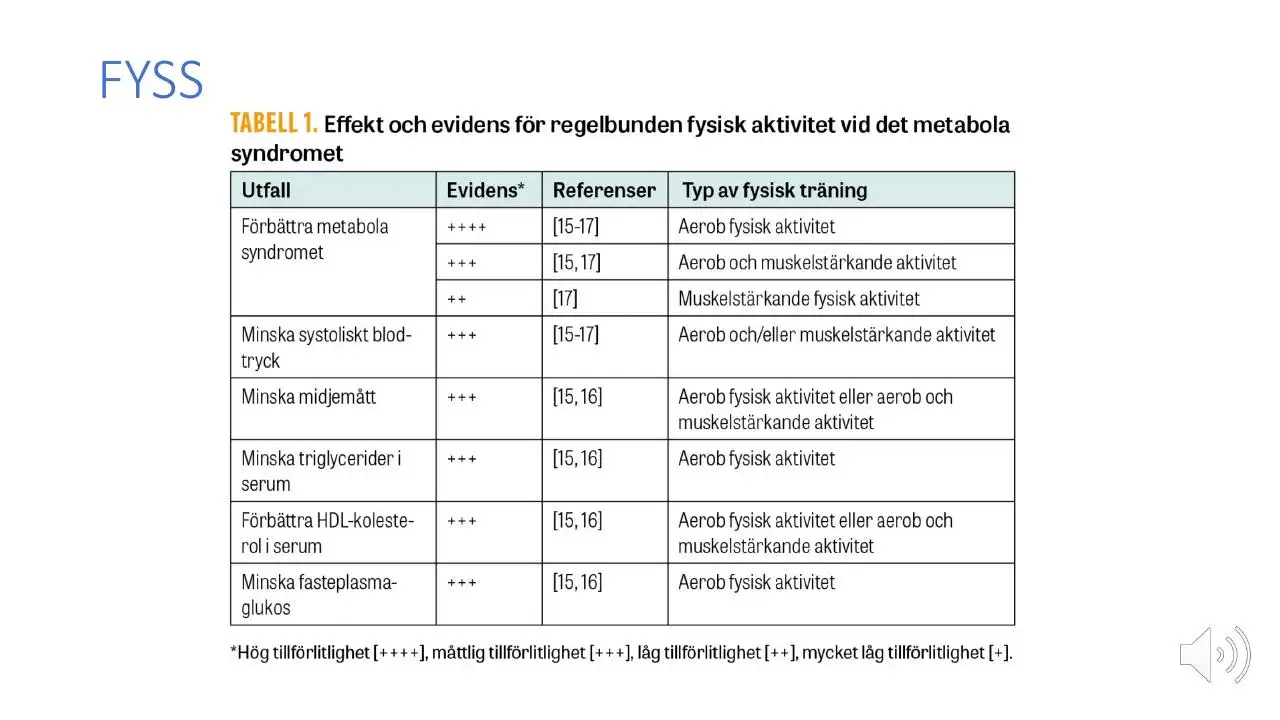 FYSS
TABELL 1. Effekt och evidens för regelbunden fysisk aktivitet vid det metabola
syndromet
Utfall Evidens* Referenser Typ av fysisk träning
Förbättra metabola
syndromet
++++ [15-17] Aerob fysisk aktivitet
+++ [15, 17] Aerob och muskelstärkande aktivitet
++ [17] Muskelstärkande fysisk aktivitet
Minska systoliskt blod-
tryck
+++ [15-17] Aerob och/eller muskelstärkande aktivitet
Minska midjemått +++ [15, 16] Aerob fysisk aktivitet eller aerob och
muskelstärkande aktivitet
Minska triglycerider i
serum
+++ [15, 16] Aerob fysisk aktivitet
Förbättra HDL-koleste-
rol i serum
+++ [15, 16] Aerob fysisk aktivitet eller aerob och
muskelstärkande aktivitet
Minska fasteplasma-
glukos
+++ [15, 16] Aerob fysisk aktivitet
*Hög tillförlitlighet [++++], måttlig tillförlitlighet [+++], låg tillförlitlighet [++], mycket låg tillförlitlighet [+].